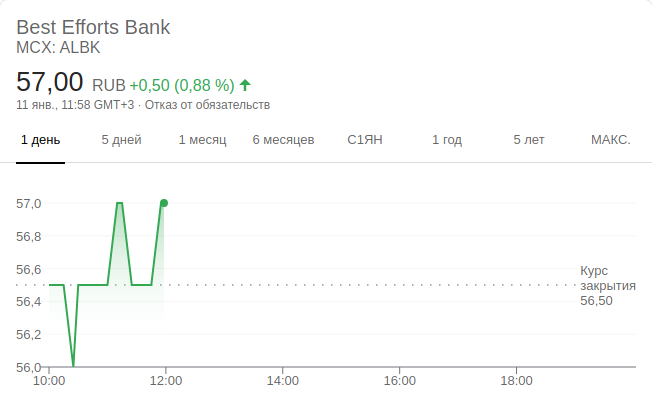 Best Efforts Bank
MCX: ALBK
57,00 RUB +0,50 (0,88 %)
11 янв., 11:58 GMT+3 · Отказ от обязательств
1 день 5 дней 1 месяц 6 месяцев С1ЯН 1 год 5 лет МАКС.
57,0
56,8
56,6
Курс
закрытия
56,50
56,4
56,2
56,0
10:00 12:00 14:00 16:00 18:00